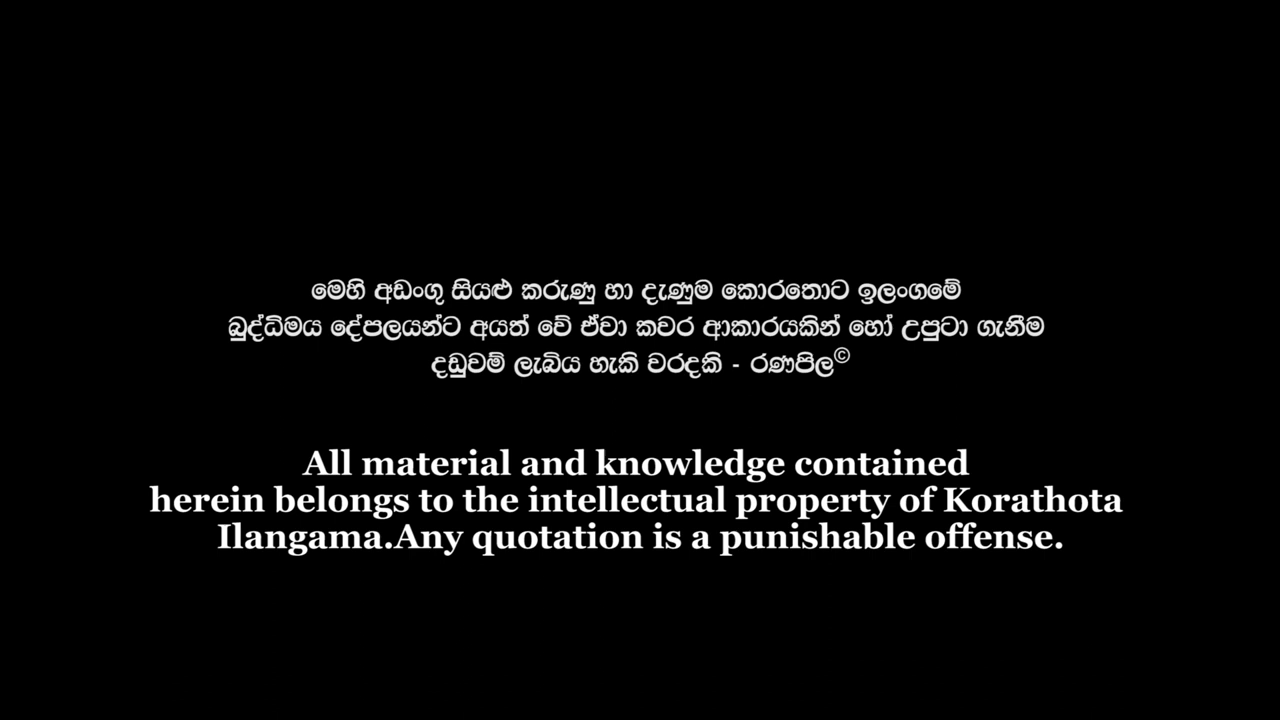 මෙහි අඩංගු සියළු කරුණු හා දැණුම කොරතොට ඉලංගමේ
බුද්ධිමය දේපලයන්ට අයත් වේ ඒවා කවර ආකාරයකින් හෝ උපුටා ගැනීම
දඩුවම් ලැබිය හැකි වරදකි - රණපිල©
All material and knowledge contained
herein belongs to the intellectual property of Korathota
Ilangama.Any quotation is a punishable offense.